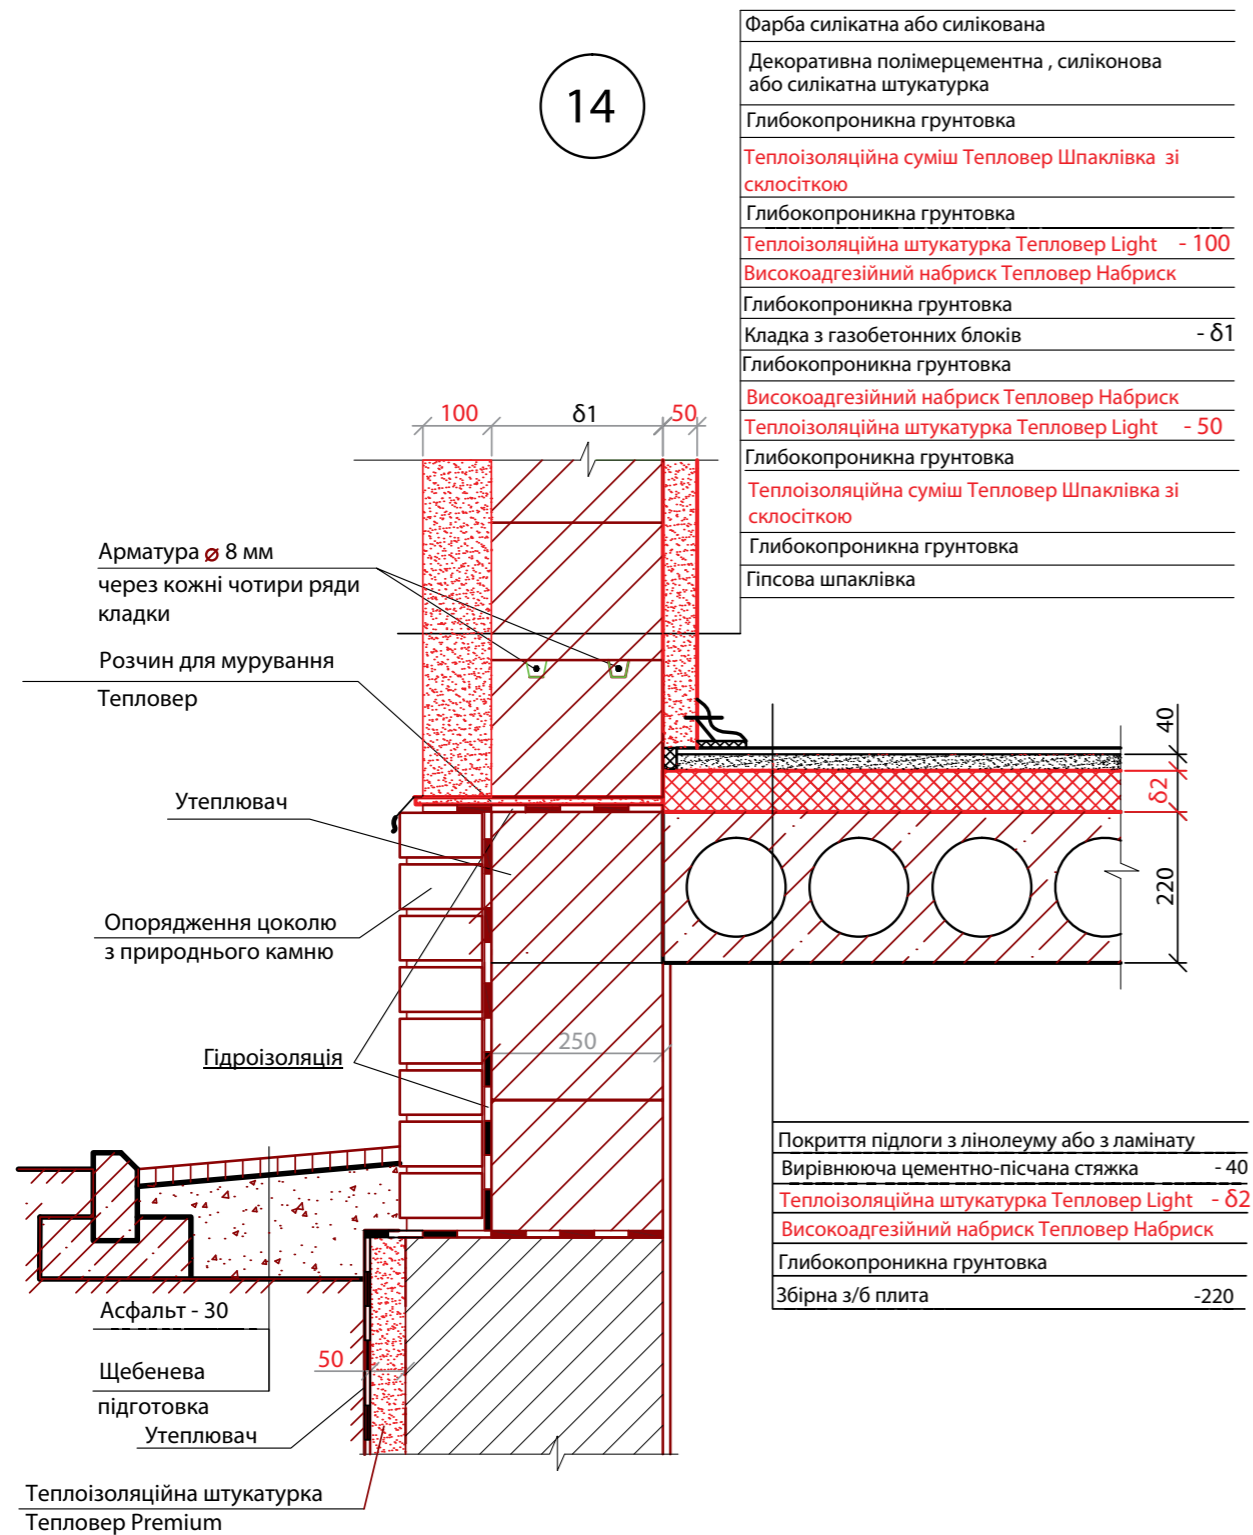 14
Фарба силікатна або силікована
Декоративна полімерцементна , силіконова
або силікатна штукатурка
Глибокопроникна грунтовка
Теплоізоляційна суміш Тепловер Шпаклівка зі
склосіткою
Глибокопроникна грунтовка
Теплоізоляційна штукатурка Тепловер Light - 100
Високоадгезійний набриск Тепловер Набриск
Глибокопроникна грунтовка
Кладка з газобетонних блоків - δ1
Глибокопроникна грунтовка
Високоадгезійний набриск Тепловер Набриск
Теплоізоляційна штукатурка Тепловер Light - 50
Глибокопроникна грунтовка
Теплоізоляційна суміш Тепловер Шпаклівка зі
склосіткою
Глибокопроникна грунтовка
Гіпсова шпаклівка
100 δ1 50
Арматура ⌀ 8 мм
через кожні чотири ряди
кладки
Розчин для мурування
Тепловер
Утеплювач
Опорядження цоколю
з природнього камню
Гідроізоляція
40
δ2
220
250
Покриття підлоги з лінолеуму або з ламінату
Вирівнююча цементно-пісчана стяжка - 40
Теплоізоляційна штукатурка Тепловер Light - δ2
Високоадгезійний набриск Тепловер Набриск
Глибокопроникна грунтовка
Збірна з/б плита -220
Асфальт - 30
Щебенева
підготовка
50
Утеплювач
Теплоізоляційна штукатурка
Тепловер Premium